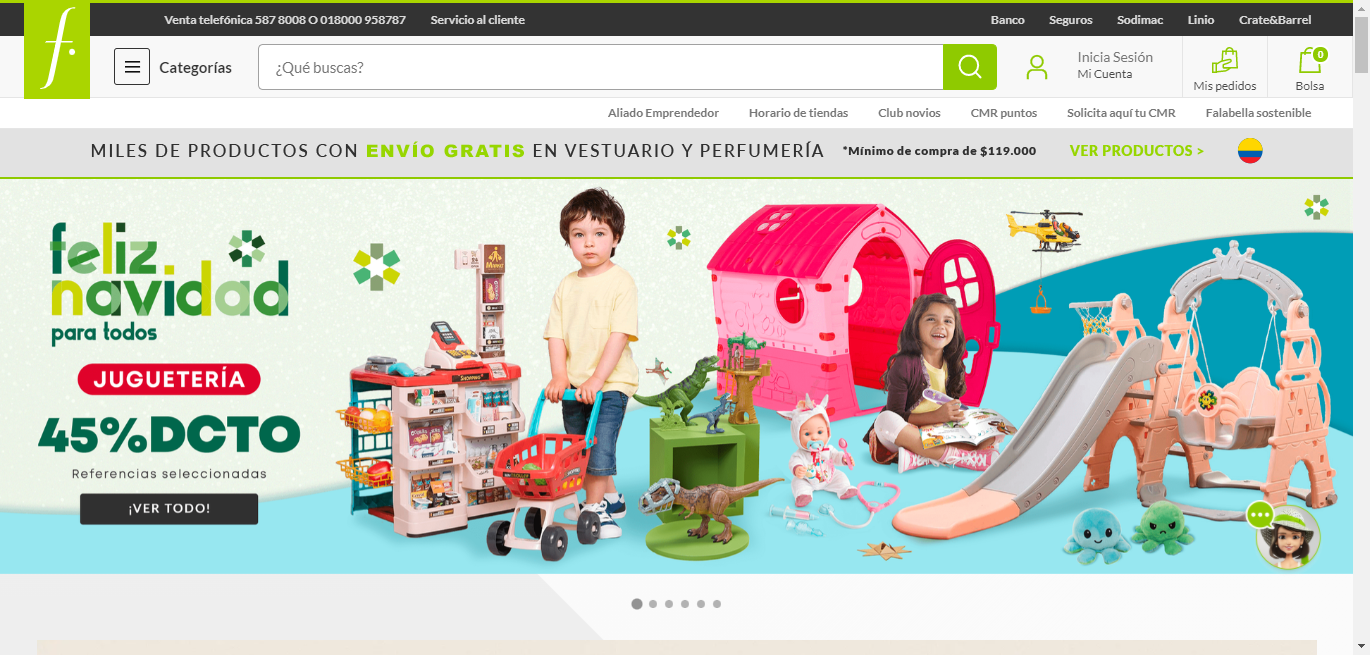 Venta telefónica 587 8008 O 018000 958787 Servicio al cliente Banco Seguros Sodimac Linio Crate&Barrel
f.
Categorías ¿Qué buscas? Inicia Sesión
Mi Cuenta
Mis pedidos
0
Bolsa
Aliado Emprendedor Horario de tiendas Club novios CMR puntos Solicita aquí tu CMR Falabella sostenible
MILES DE PRODUCTOS CON ENVÍO GRATIS EN VESTUARIO Y PERFUMERÍA *Mínimo de compra de $119.000 VER PRODUCTOS >
feliz
navidad
para todos
JUGUETERÍA
45%DCTO
Referencias seleccionadas
¡VER TODO!
SHOPPING